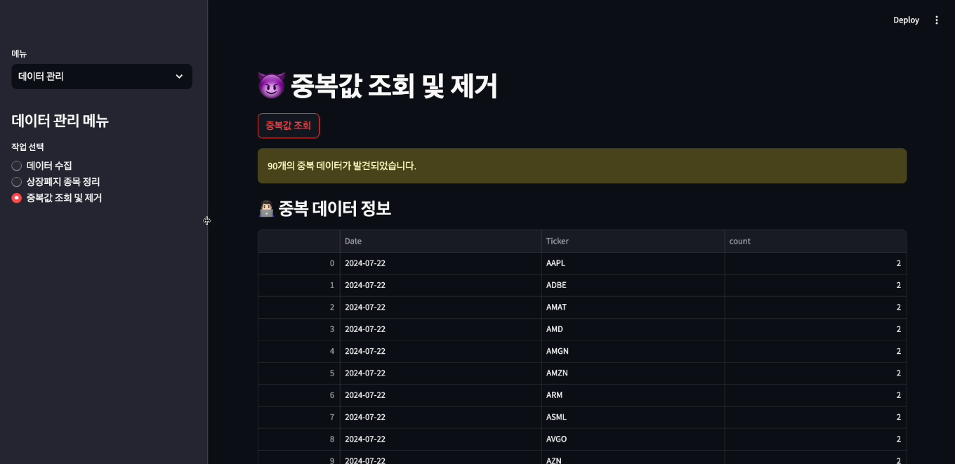 Deploy
메뉴
데이터 관리
데이터 관리 메뉴
작업 선택
데이터 수집
상장폐지 종목 정리
중복값 조회 및 제거
😈 중복값 조회 및 제거
중복값 조회
90개의 중복 데이터가 발견되었습니다.
중복 데이터 정보
Date Ticker count
0 2024-07-22 AAPL 2
1 2024-07-22 ADBE 2
2 2024-07-22 AMAT 2
3 2024-07-22 AMD 2
4 2024-07-22 AMGN 2
5 2024-07-22 AMZN 2
6 2024-07-22 ARM 2
7 2024-07-22 ASML 2
8 2024-07-22 AVGO 2
9 2024-07-22 AZN 2